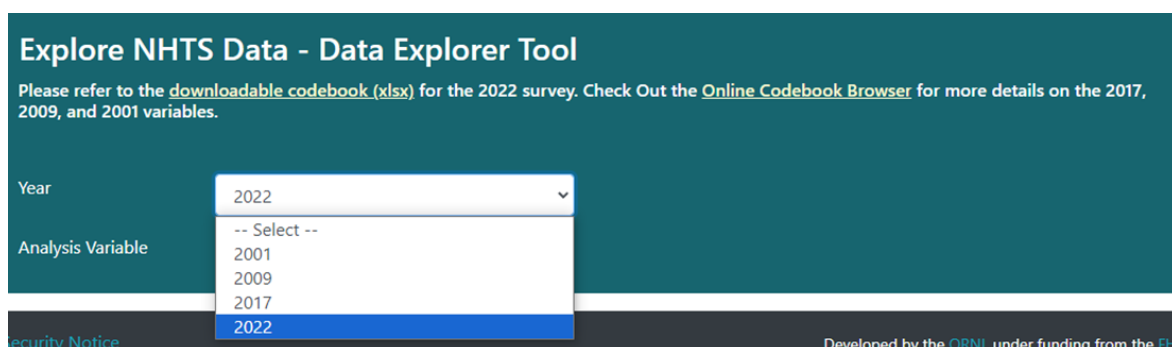 Explore NHTS Data - Data Explorer Tool
Please refer to the downloadable codebook (xlsx) for the 2022 survey. Check Out the Online Codebook Browser for more details on the 2017,
2009, and 2001 variables.
Year
2022
-- Select --
Analysis Variable
2001
2009
2017
2022
Security Notice
Developed by the ORNL under funding from the